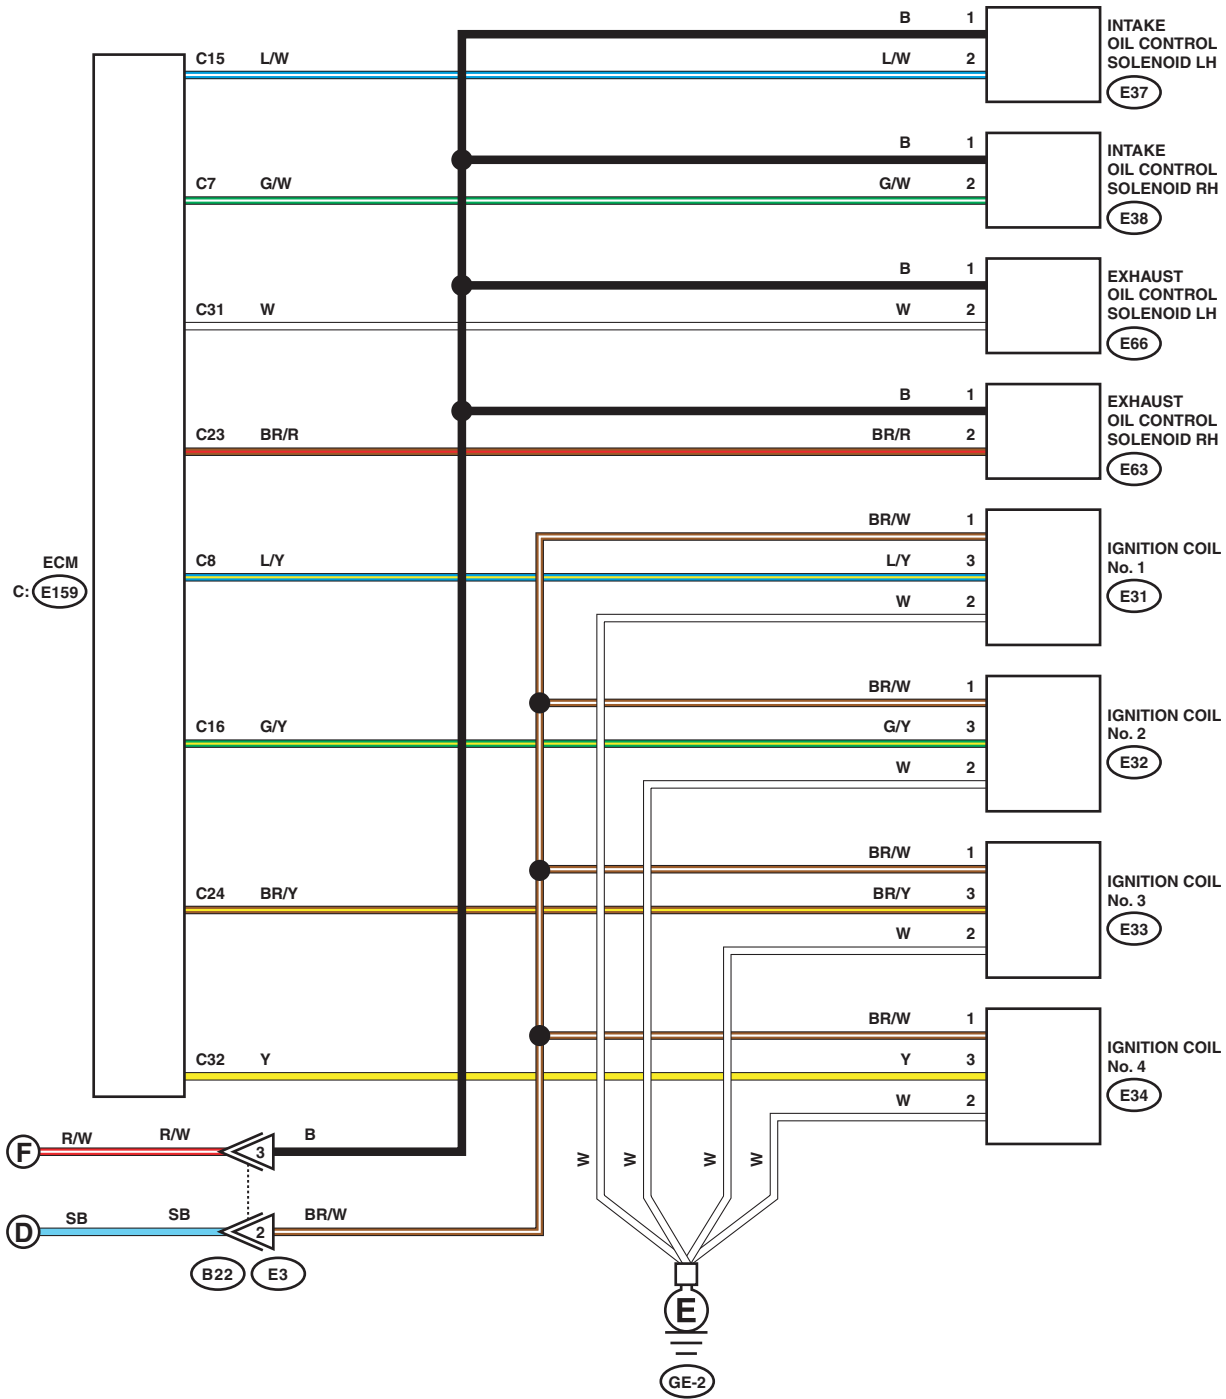 B 1
INTAKE
OIL CONTROL
SOLENOID LH
E37
C15 L/W L/W 2
B 1
INTAKE
OIL CONTROL
SOLENOID RH
E38
C7 G/W G/W 2
B 1
EXHAUST
OIL CONTROL
SOLENOID LH
E66
C31 W W 2
B 1
EXHAUST
OIL CONTROL
SOLENOID RH
E63
C23 BR/R BR/R 2
BR/W 1
ECM
C: E159
C8 L/Y L/Y 3
IGNITION COIL
No. 1
E31
W 2
BR/W 1
C16 G/Y G/Y 3
IGNITION COIL
No. 2
E32
W 2
BR/W 1
C24 BR/Y BR/Y 3
IGNITION COIL
No. 3
E33
W 2
BR/W 1
C32 Y Y 3
IGNITION COIL
No. 4
E34
W 2
F R/W R/W 3 B
W W W W
D SB SB 2 BR/W
B22 E3
E
GE-2